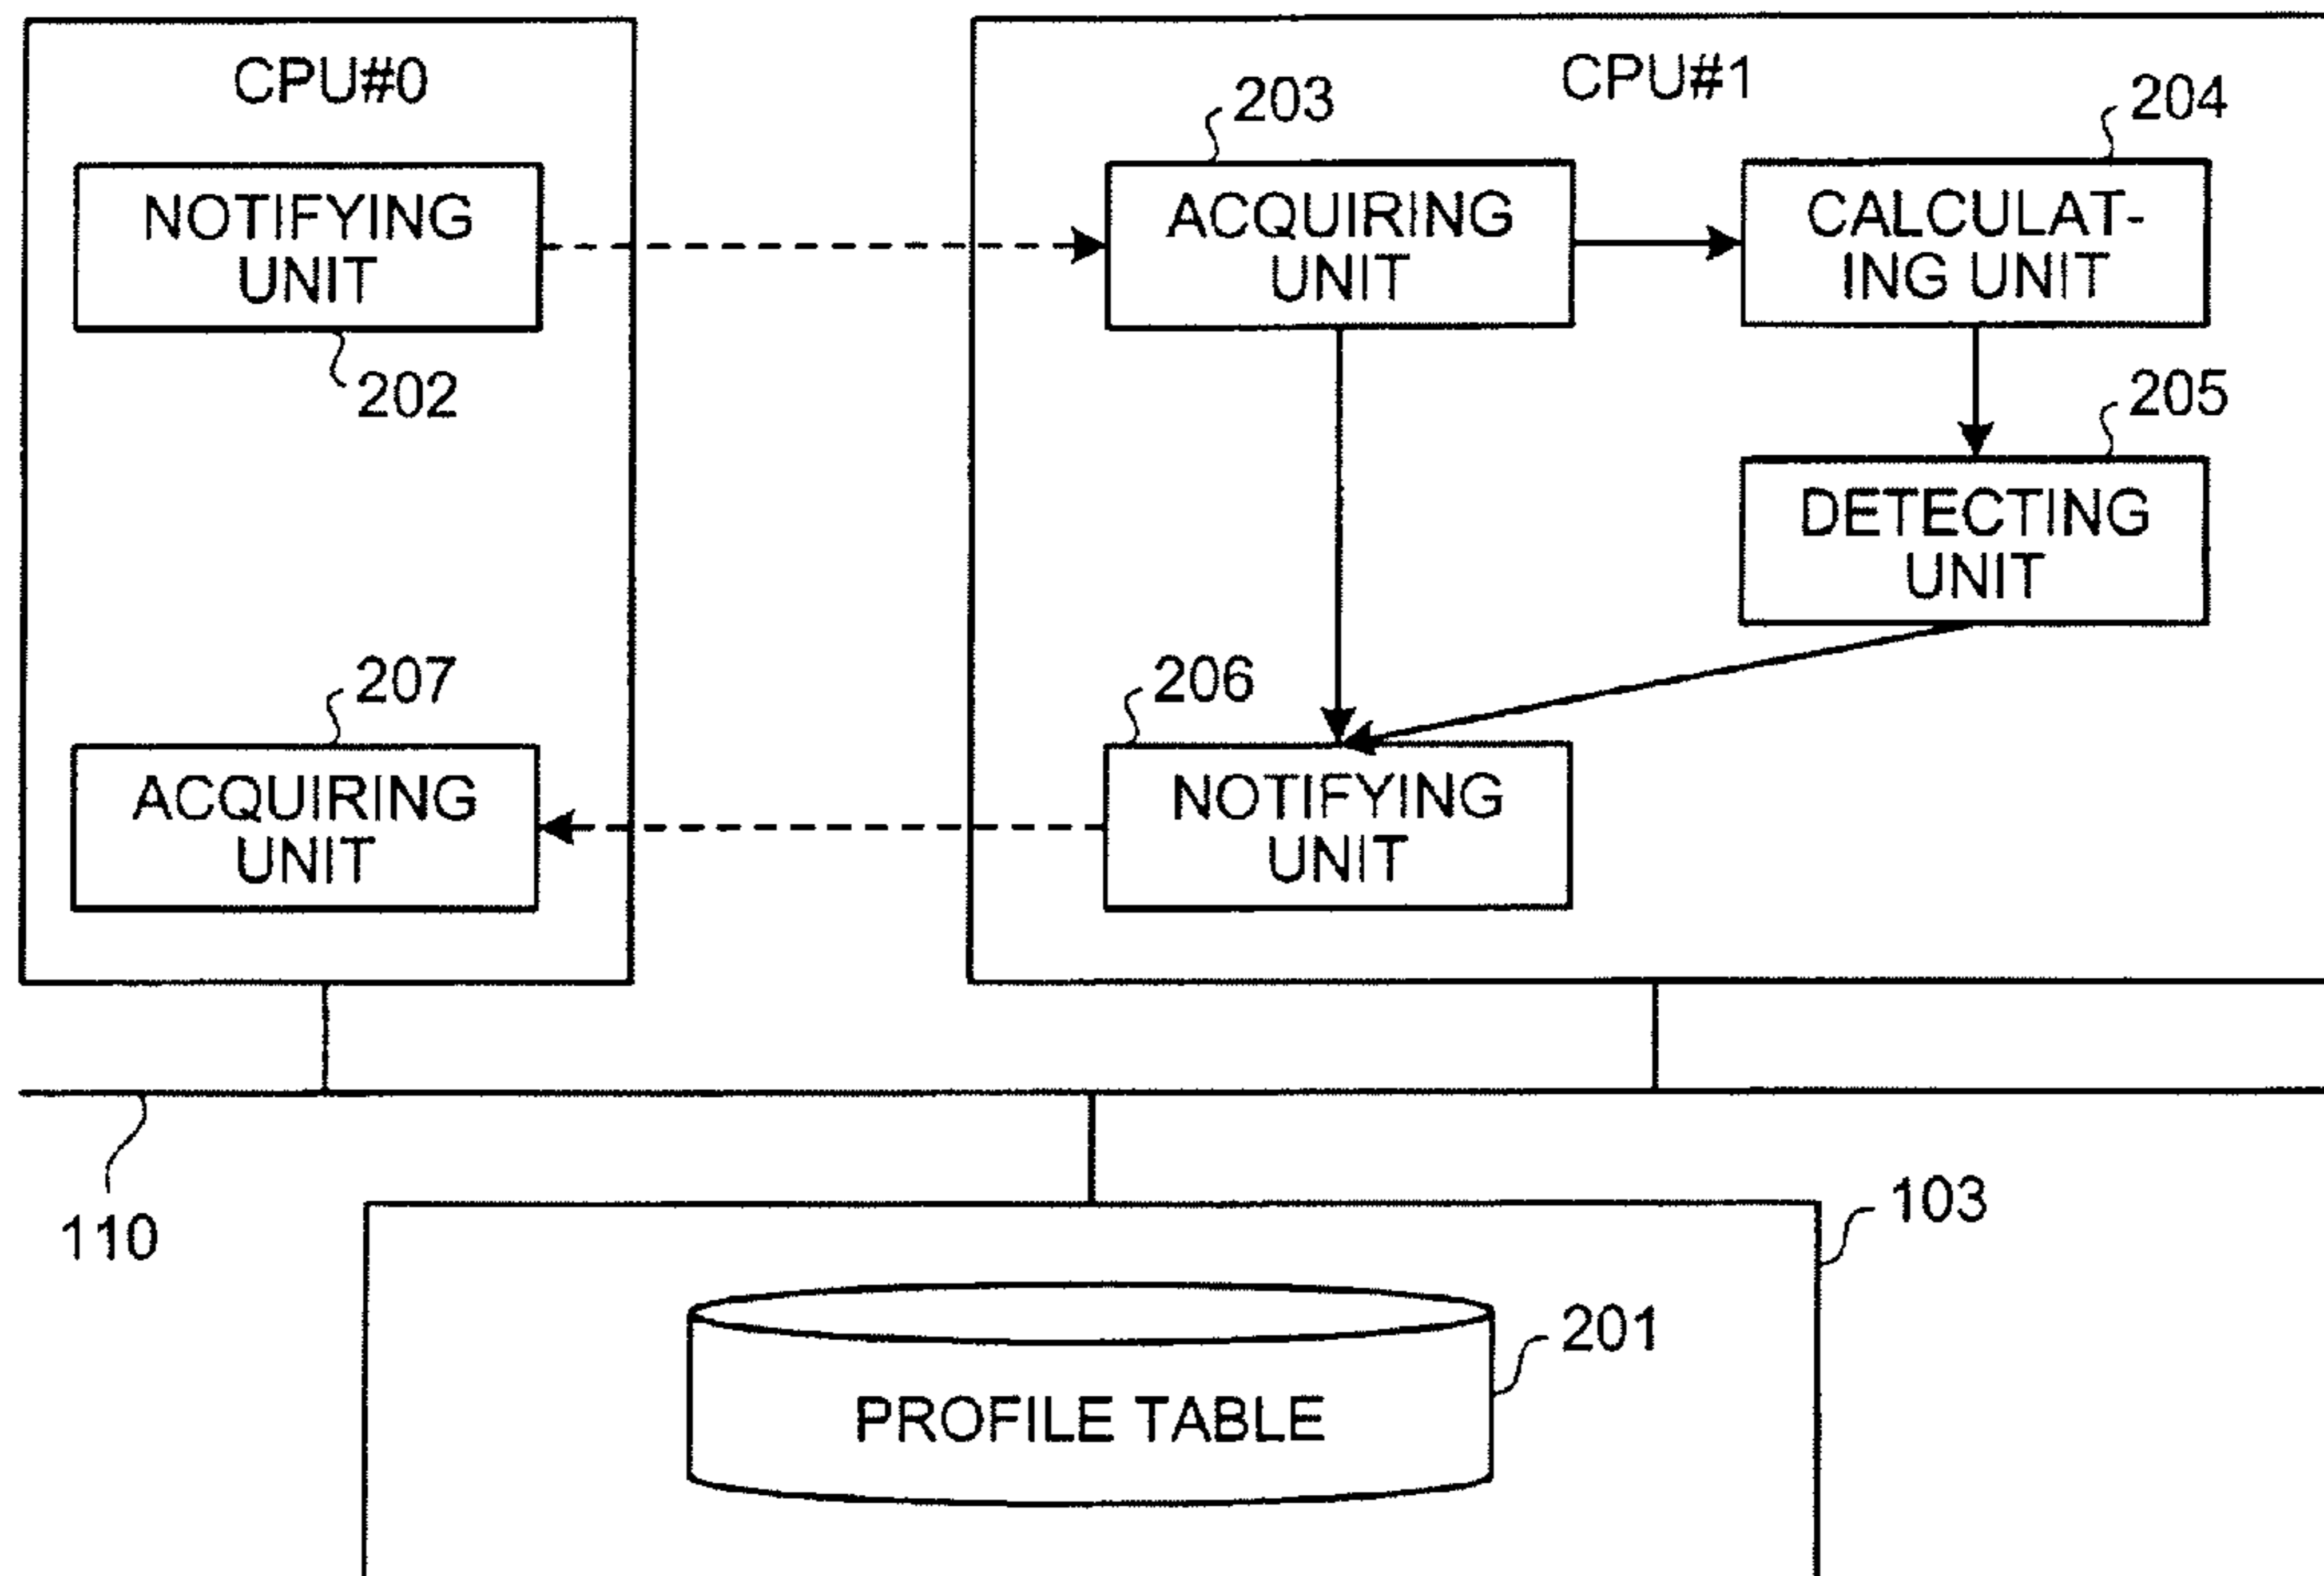 CPU#0
CPU#1
203
204
NOTIFYING
UNIT
ACQUIRING
UNIT
CALCULAT-
ING UNIT
202
205
DETECTING
UNIT
207
206
ACQUIRING
UNIT
NOTIFYING
UNIT
110
103
201
PROFILE TABLE